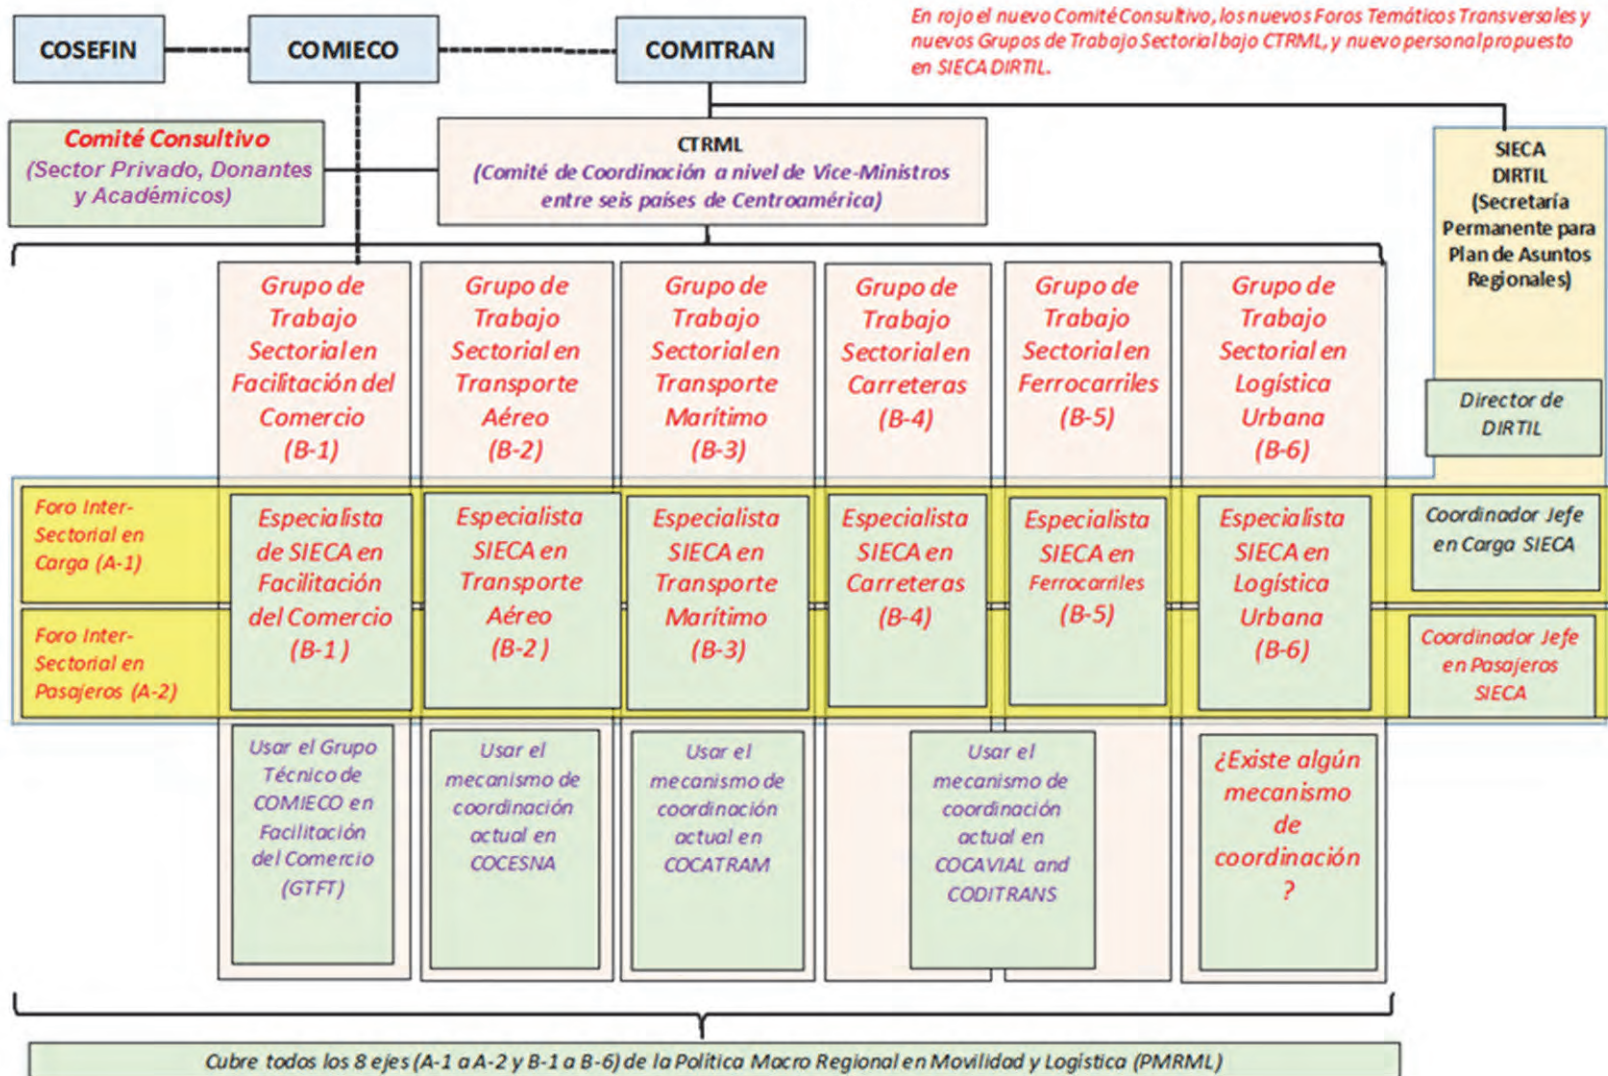 COSEFIN
COMIECO
COMITRAN
En rojo el nuevo Comité Consultivo, los nuevos Foros Temáticos Transversales y
nuevos Grupos de Trabajo Sectorial bajo CTRML, y nuevo personal propuesto
en SIECA DIRTIL.
Comité Consultivo
(Sector Privado, Donantes
y Académicos)
CTRML
(Comité de Coordinación a nivel de Vice-Ministros
entre seis países de Centroamérica)
SIECA
DIRTIL
(Secretaría
Permanente para
Plan de Asuntos
Regionales)
Grupo de
Trabajo
Sectorial en
Facilitación del
Comercio
(B-1)
Grupo de
Trabajo
Sectorial en
Transporte
Aéreo
(B-2)
Grupo de
Trabajo
Sectorial en
Transporte
Marítimo
(B-3)
Grupo de
Trabajo
Sectorial en
Carreteras
(B-4)
Grupo de
Trabajo
Sectorial en
Ferrocarriles
(B-5)
Grupo de
Trabajo
Sectorial en
Logística
Urbana
(B-6)
Director de
DIRTIL
Foro Inter-
Sectorial en
Carga (A-1)
Especialista
de SIECA en
Facilitación
del Comercio
(B-1)
Especialista
SIECA en
Transporte
Aéreo
(B-2)
Especialista
SIECA en
Transporte
Marítimo
(B-3)
Especialista
SIECA en
Carreteras
(B-4)
Especialista
SIECA en
Ferrocarriles
(B-5)
Especialista
SIECA en
Logística
Urbana
(B-6)
Coordinador Jefe
en Carga SIECA
Foro Inter-
Sectorial en
Pasajeros (A-2)
Coordinador Jefe
en Pasajeros
SIECA
Usar el Grupo
Técnico de
COMIECO en
Facilitación
del Comercio
(GTFT)
Usar el
mecanismo de
coordinación
actual en
COCESNA
Usar el
mecanismo de
coordinación
actual en
COCATRAM
Usar el
mecanismo de
coordinación
actual en
COCAVIAL and
CODITRANS
¿Existe algún
mecanismo
de
coordinación
?
Cubre todos los 8 ejes (A-1 a A-2 y B-1 a B-6) de la Política Macro Regional en Movilidad y Logística (PMRML)